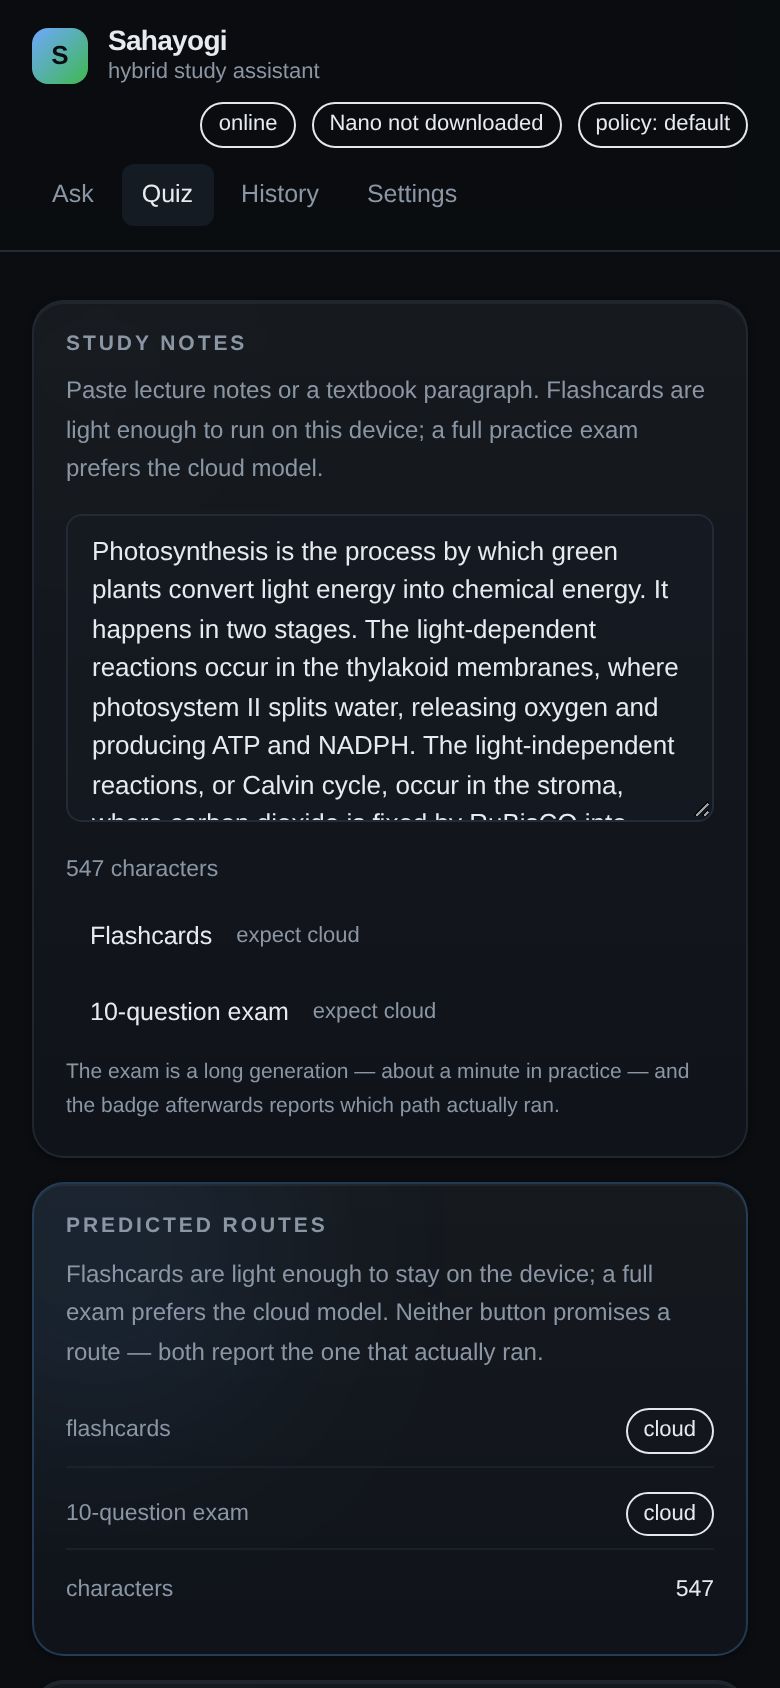 S
Sahayogi
hybrid study assistant
online
Nano not downloaded
policy: default
Ask
Quiz
History
Settings
STUDY NOTES
Paste lecture notes or a textbook paragraph. Flashcards are
light enough to run on this device; a full practice exam
prefers the cloud model.
Photosynthesis is the process by which green
plants convert light energy into chemical energy. It
happens in two stages. The light-dependent
reactions occur in the thylakoid membranes, where
photosystem II splits water, releasing oxygen and
producing ATP and NADPH. The light-independent
reactions, or Calvin cycle, occur in the stroma,
where carbon dioxide is fixed by RuBisCO into
547 characters
Flashcards expect cloud
10-question exam expect cloud
The exam is a long generation — about a minute in practice — and
the badge afterwards reports which path actually ran.
PREDICTED ROUTES
Flashcards are light enough to stay on the device; a full
exam prefers the cloud model. Neither button promises a
route — both report the one that actually ran.
flashcards cloud
10-question exam cloud
characters 547